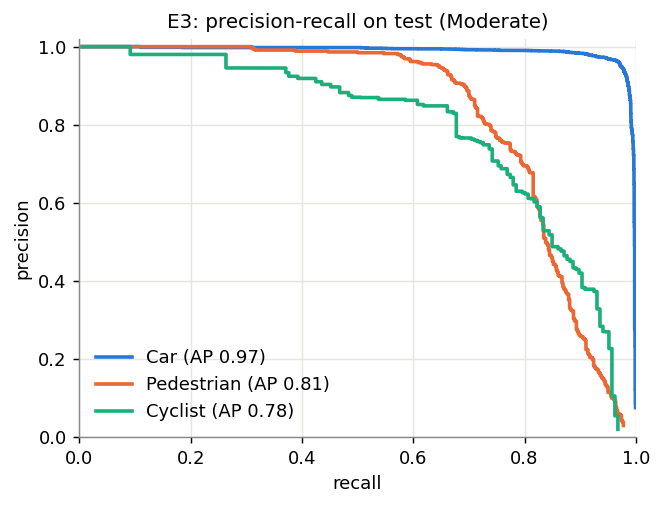 E3: precision-recall on test (Moderate)
1.0
0.8
0.6
0.4
0.2
0.0
precision
Car (AP 0.97)
Pedestrian (AP 0.81)
Cyclist (AP 0.78)
0.0 0.2 0.4 0.6 0.8 1.0
recall